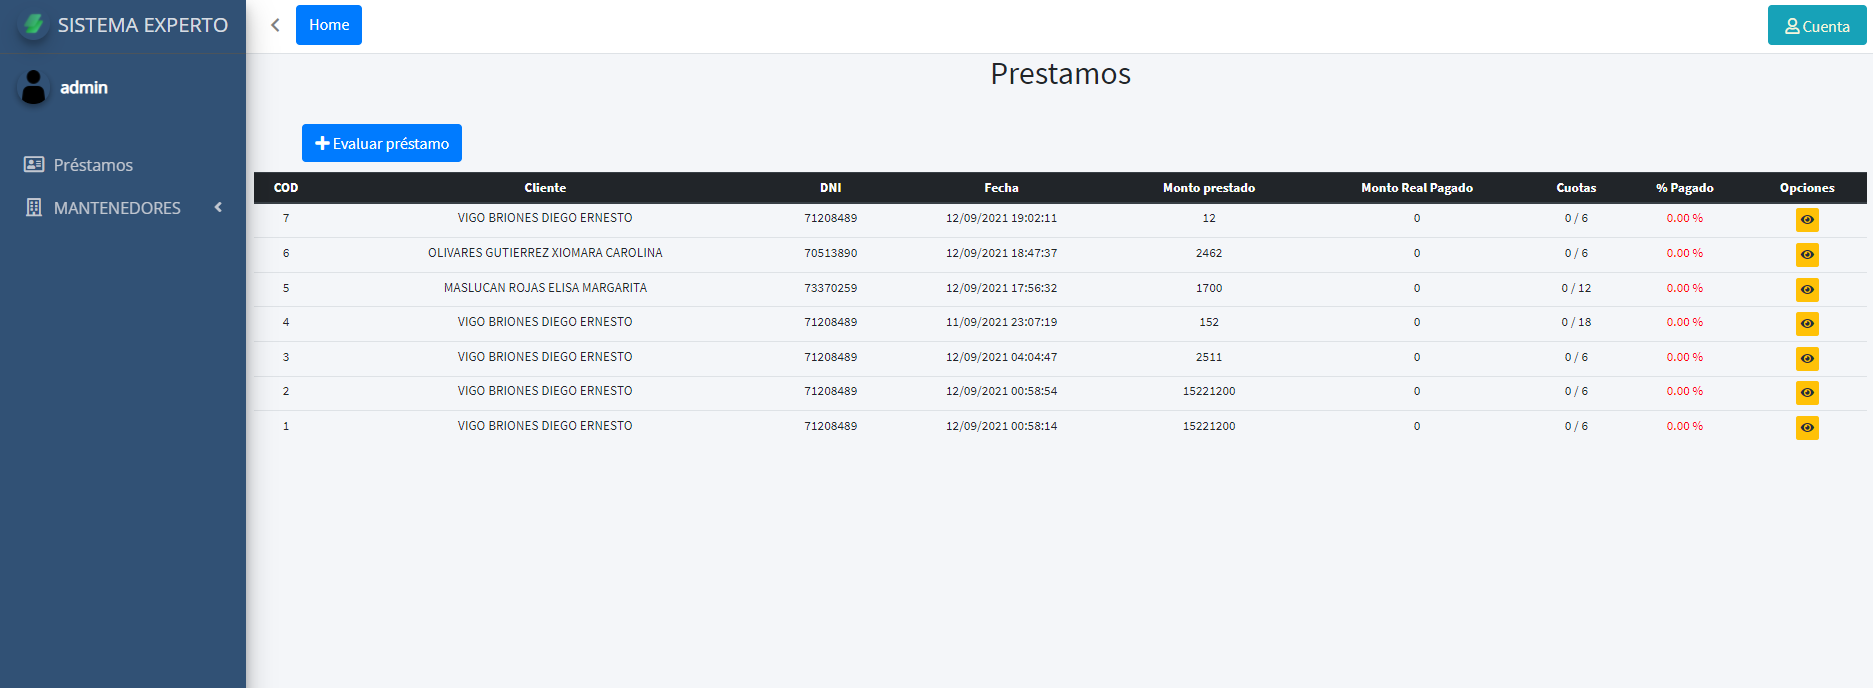 SISTEMA EXPERTO
Home
Cuenta
admin
Préstamos
MANTENEDORES
Prestamos
Evaluar préstamo
COD Cliente DNI Fecha Monto prestado Monto Real Pagado Cuotas % Pagado Opciones
7 VIGO BRIONES DIEGO ERNESTO 71208489 12/09/2021 19:02:11 12 0 0 / 6 0.00 %
6 OLIVARES GUTIERREZ XIOMARA CAROLINA 70513890 12/09/2021 18:47:37 2462 0 0 / 6 0.00 %
5 MASLUCAN ROJAS ELISA MARGARITA 73370259 12/09/2021 17:56:32 1700 0 0 / 12 0.00 %
4 VIGO BRIONES DIEGO ERNESTO 71208489 11/09/2021 23:07:19 152 0 0 / 18 0.00 %
3 VIGO BRIONES DIEGO ERNESTO 71208489 12/09/2021 04:04:47 2511 0 0 / 6 0.00 %
2 VIGO BRIONES DIEGO ERNESTO 71208489 12/09/2021 00:58:54 15221200 0 0 / 6 0.00 %
1 VIGO BRIONES DIEGO ERNESTO 71208489 12/09/2021 00:58:14 15221200 0 0 / 6 0.00 %